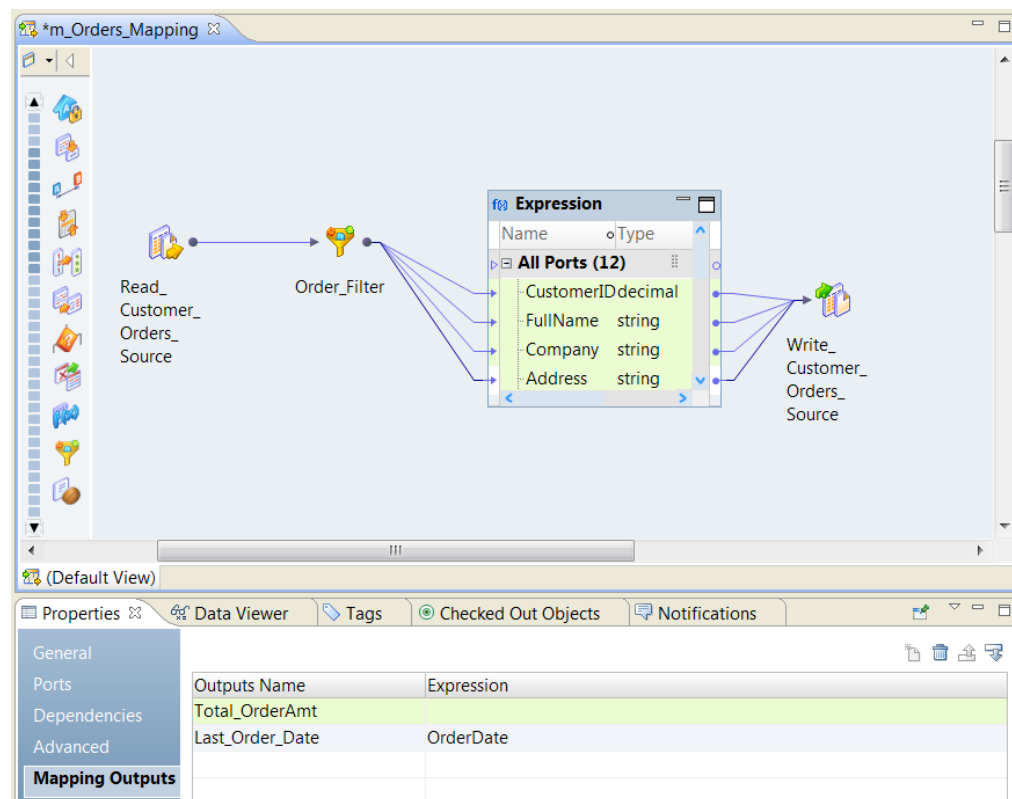 *m_Orders_Mapping
f(x) Expression
Name Type
All Ports (12)
CustomerID decimal
FullName string
Company string
Address string
Read_
Customer_
Orders_
Source
Order_Filter
Write_
Customer_
Orders_
Source
(Default View)
Properties Data Viewer Tags Checked Out Objects Notifications
General
Ports
Dependencies
Advanced
Mapping Outputs
Outputs Name Expression
Total_OrderAmt
Last_Order_Date OrderDate